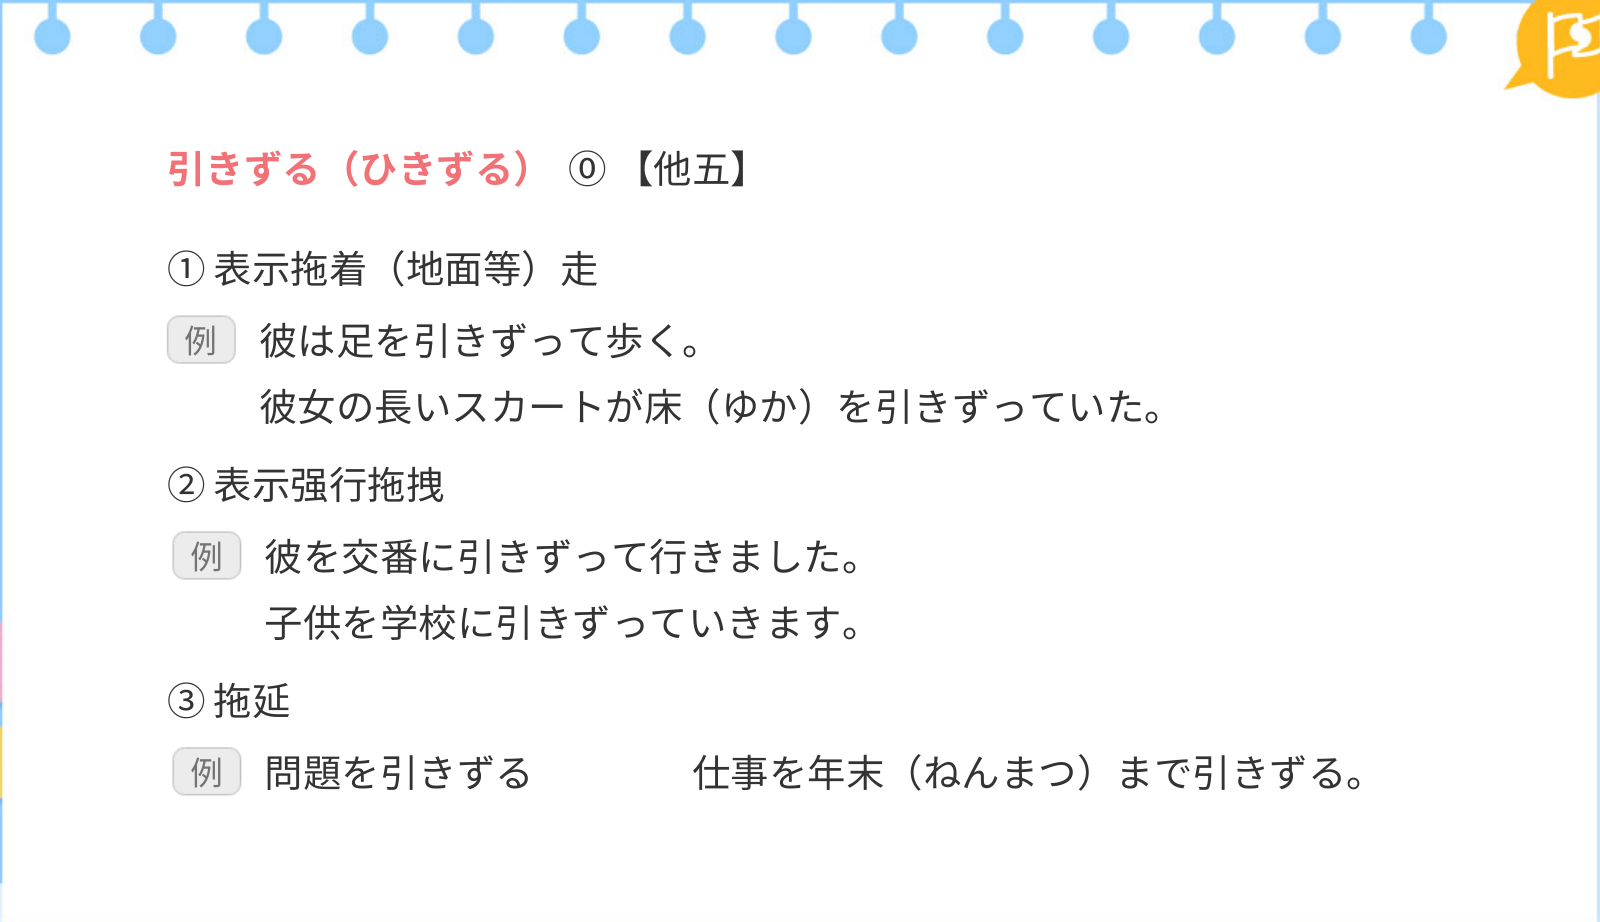 引きずる（ひきずる） ⓪ 【他五】
① 表示拖着（地面等）走
例 彼は足を引きずって歩く。
彼女の長いスカートが床（ゆか）を引きずっていた。
② 表示强行拖拽
例 彼を交番に引きずって行きました。
子供を学校に引きずっていきます。
③ 拖延
例 問題を引きずる 仕事を年末（ねんまつ）まで引きずる。